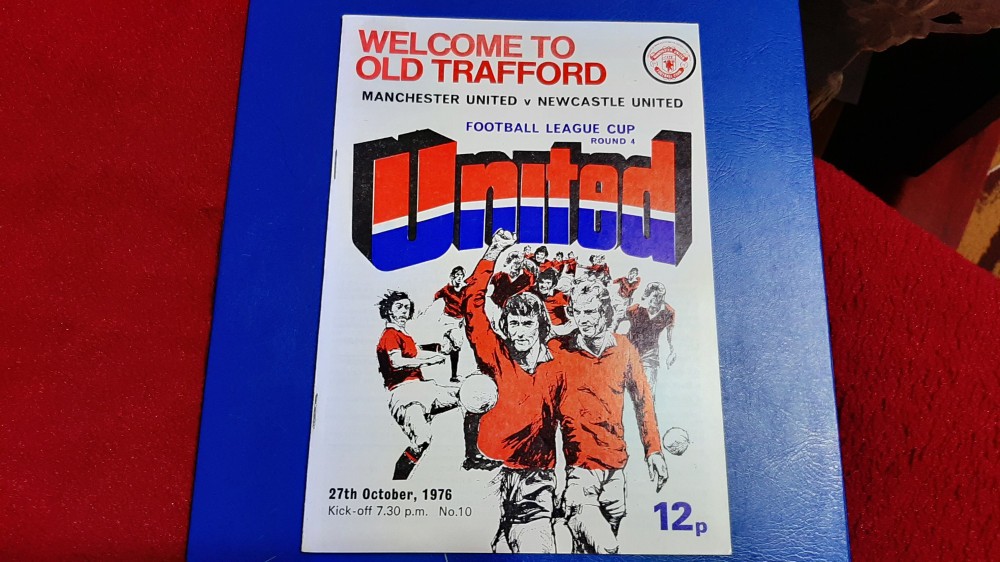 WELCOME TO
OLD TRAFFORD
MANCHESTER UNITED v NEWCASTLE UNITED
FOOTBALL LEAGUE CUP
ROUND 4
United
27th October, 1976
Kick-off 7.30 p.m. No.10
12p